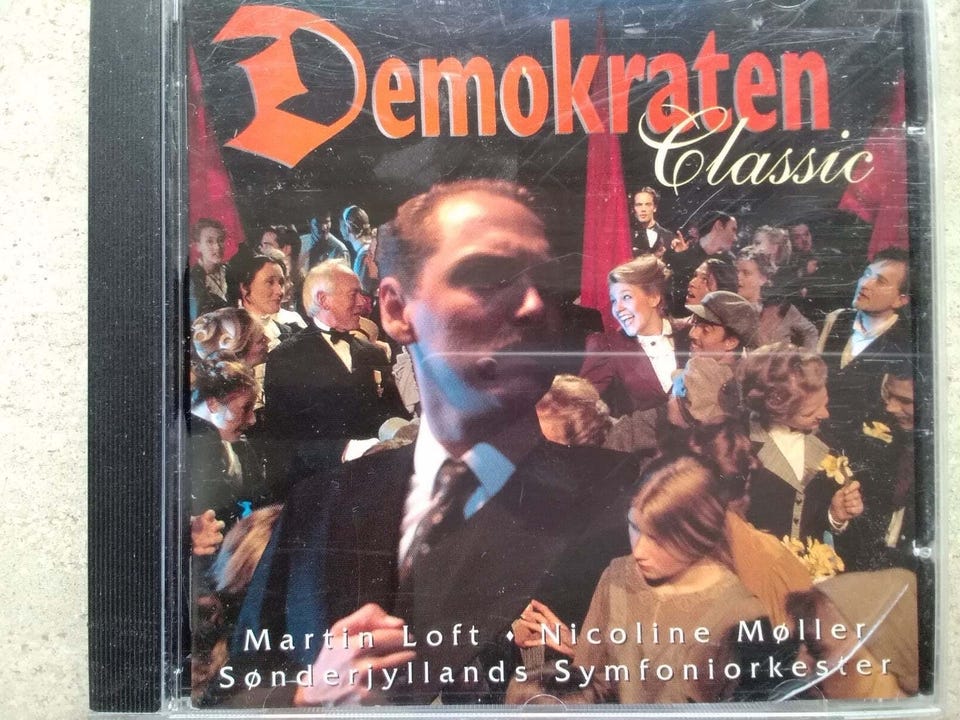 Demokraten
Classic
Martin Loft • Nicoline Møller
Sønderjyllands Symfoniorkester